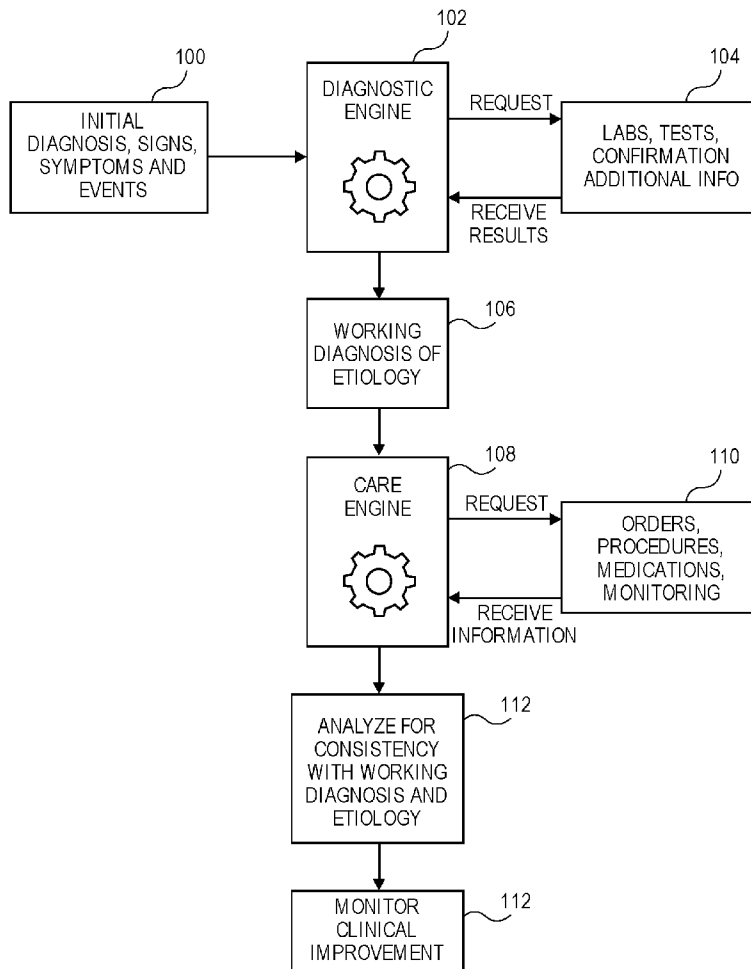 102
100
104
DIAGNOSTIC
ENGINE
REQUEST
INITIAL
DIAGNOSIS, SIGNS,
SYMPTOMS AND
EVENTS
LABS, TESTS,
CONFIRMATION
ADDITIONAL INFO
RECEIVE
RESULTS
106
WORKING
DIAGNOSIS OF
ETIOLOGY
108
110
CARE
ENGINE
REQUEST
ORDERS,
PROCEDURES,
MEDICATIONS,
MONITORING
RECEIVE
INFORMATION
112
ANALYZE FOR
CONSISTENCY
WITH WORKING
DIAGNOSIS AND
ETIOLOGY
112
MONITOR
CLINICAL
IMPROVEMENT